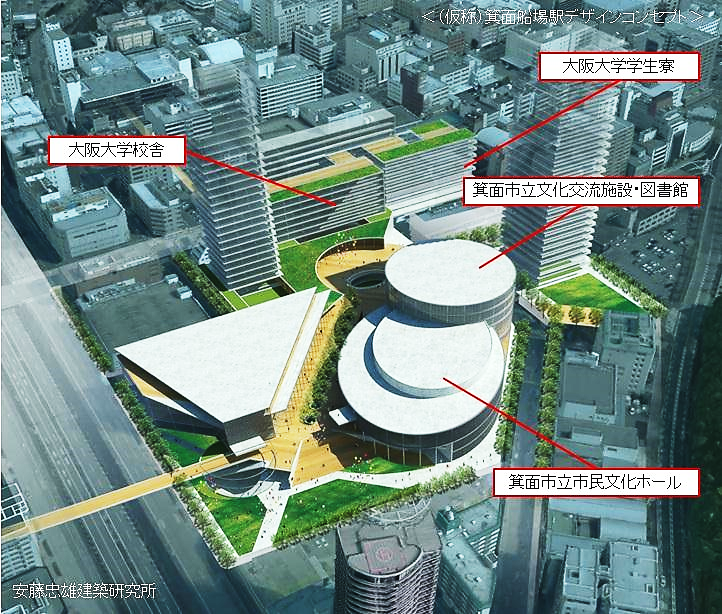 ＜（仮称）箕面船場駅デザインコンセプト＞
大阪大学学生寮
大阪大学校舎
箕面市立文化交流施設・図書館
箕面市立市民文化ホール
安藤忠雄建築研究所